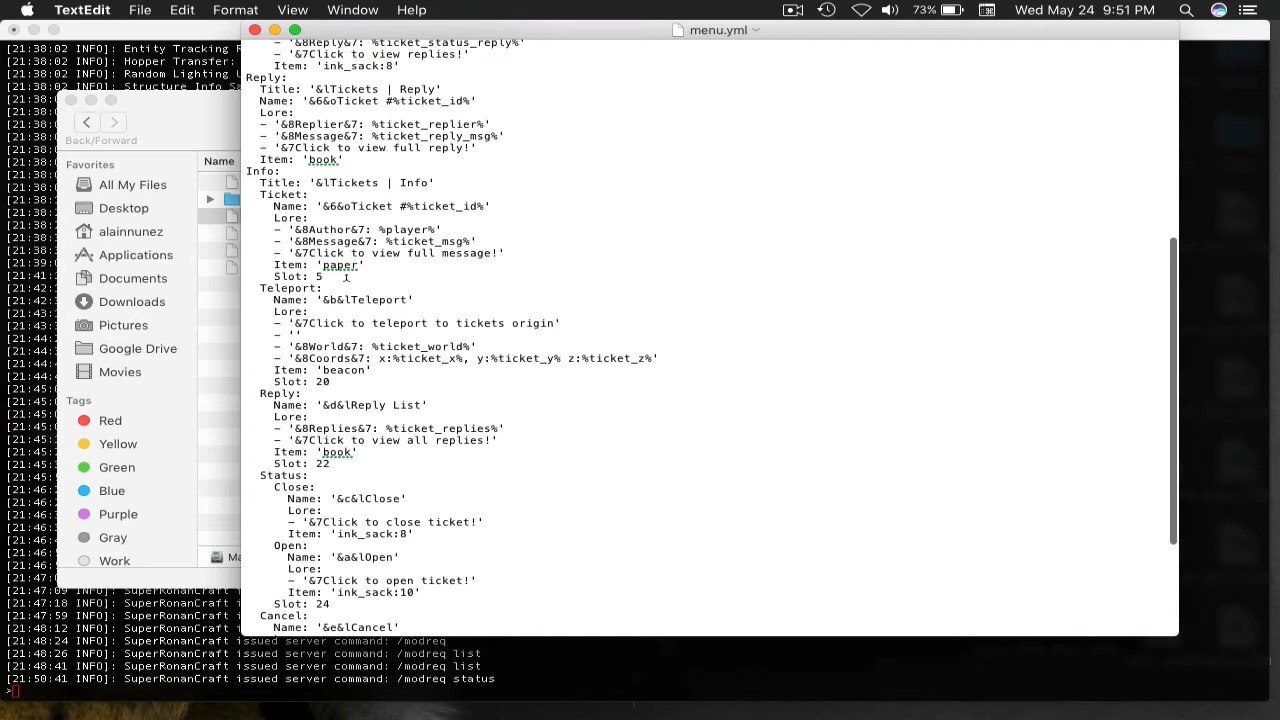 TextEdit File Edit Format View Window Help 73% Wed May 24 9:51 PM
menu.yml
[21:38:02 INFO]: Entity Tracking R
[21:38:02 INFO]: Hopper Transfer:
[21:38:02 INFO]: Random Lighting U
[21:38:02 INFO]: Structure Info Sa
Back/Forward
Favorites
All My Files
Desktop
alainnunez
Applications
Documents
Downloads
Pictures
Google Drive
Movies
Tags
Red
Yellow
Green
Blue
Purple
Gray
Work
Name
Ma
- '&8Reply&7: %ticket_status_reply%'
- '&7Click to view replies!'
Item: 'ink_sack:8'
Reply:
Title: '&lTickets | Reply'
Name: '&6&oTicket #%ticket_id%'
Lore:
- '&8Replier&7: %ticket_replier%'
- '&8Message&7: %ticket_reply_msg%'
- '&7Click to view full reply!'
Item: 'book'
Info:
Title: '&lTickets | Info'
Ticket:
Name: '&6&oTicket #%ticket_id%'
Lore:
- '&8Author&7: %player%'
- '&8Message&7: %ticket_msg%'
- '&7Click to view full message!'
Item: 'paper'
Slot: 5
Teleport:
Name: '&b&lTeleport'
Lore:
- '&7Click to teleport to tickets origin'
- ''
- '&8World&7: %ticket_world%'
- '&8Coords&7: x:%ticket_x%, y:%ticket_y% z:%ticket_z%'
Item: 'beacon'
Slot: 20
Reply:
Name: '&d&lReply List'
Lore:
- '&8Replies&7: %ticket_replies%'
- '&7Click to view all replies!'
Item: 'book'
Slot: 22
Status:
Close:
Name: '&c&lClose'
Lore:
- '&7Click to close ticket!'
Item: 'ink_sack:8'
Open:
Name: '&a&lOpen'
Lore:
- '&7Click to open ticket!'
Item: 'ink_sack:10'
Slot: 24
Cancel:
Name: '&e&lCancel'
[21:47:18 INFO]: SuperRonanCraft i
[21:47:59 INFO]: SuperRonanCraft i
[21:48:12 INFO]: SuperRonanCraft i
[21:48:24 INFO]: SuperRonanCraft issued server command: /modreq
[21:48:26 INFO]: SuperRonanCraft issued server command: /modreq list
[21:48:41 INFO]: SuperRonanCraft issued server command: /modreq list
[21:50:41 INFO]: SuperRonanCraft issued server command: /modreq status
>